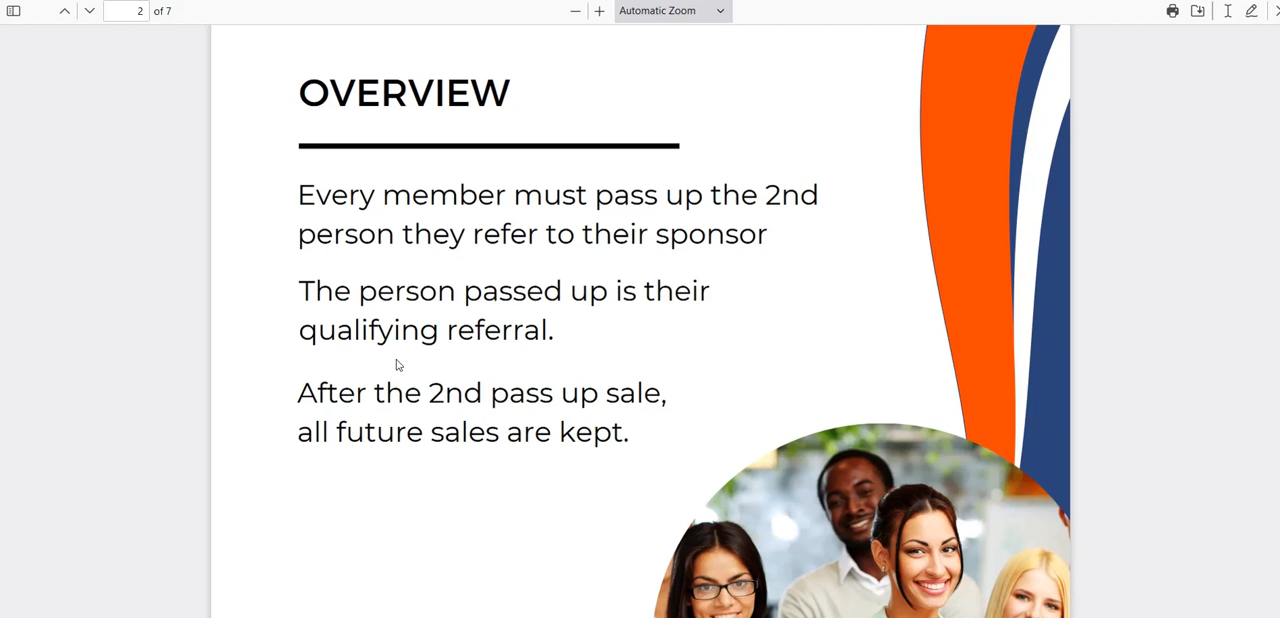 2 of 7
Automatic Zoom
OVERVIEW
Every member must pass up the 2nd
person they refer to their sponsor
The person passed up is their
qualifying referral.
After the 2nd pass up sale,
all future sales are kept.